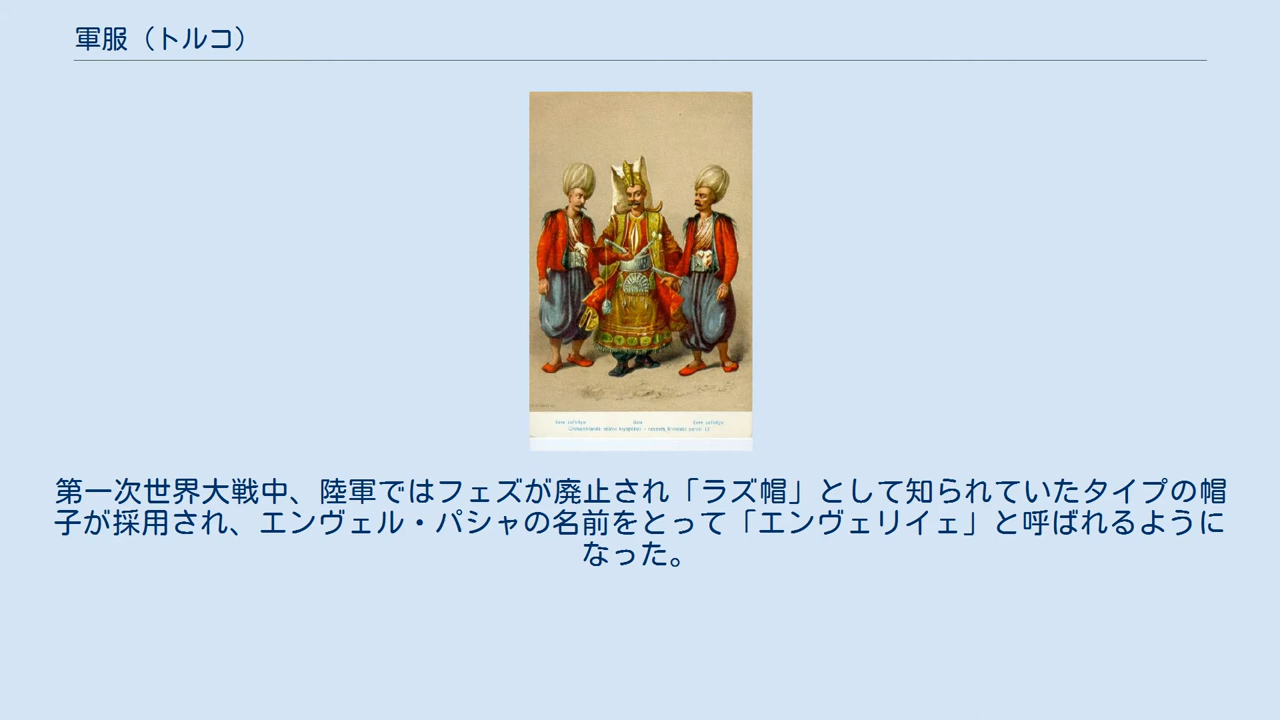 軍服（トルコ）
第一次世界大戦中、陸軍ではフェズが廃止され「ラズ帽」として知られていたタイプの帽
子が採用され、エンヴェル・パシャの名前をとって「エンヴェリイェ」と呼ばれるように
なった。